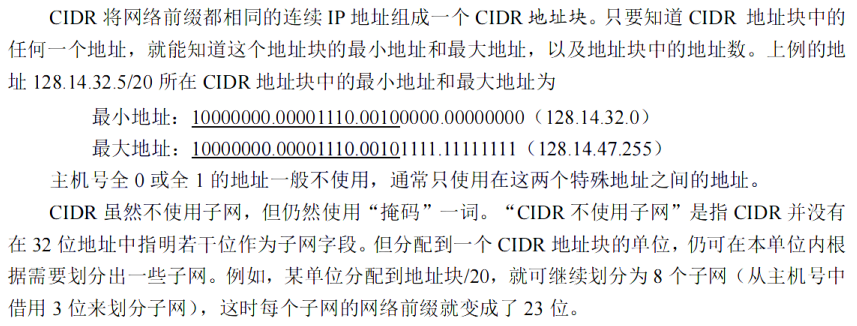 CIDR 将网络前缀都相同的连续 IP 地址组成一个 CIDR 地址块。只要知道 CIDR 地址块中的
任何一个地址，就能知道这个地址块的最小地址和最大地址，以及地址块中的地址数。上例的地
址 128.14.32.5/20 所在 CIDR 地址块中的最小地址和最大地址为
最小地址：10000000.00001110.00100000.00000000（128.14.32.0）
最大地址：10000000.00001110.00101111.11111111（128.14.47.255）
主机号全 0 或全 1 的地址一般不使用，通常只使用在这两个特殊地址之间的地址。
CIDR 虽然不使用子网，但仍然使用“掩码”一词。“CIDR 不使用子网”是指 CIDR 并没有
在 32 位地址中指明若干位作为子网字段。但分配到一个 CIDR 地址块的单位，仍可在本单位内根
据需要划分出一些子网。例如，某单位分配到地址块/20，就可继续划分为 8 个子网（从主机号中
借用 3 位来划分子网），这时每个子网的网络前缀就变成了 23 位。